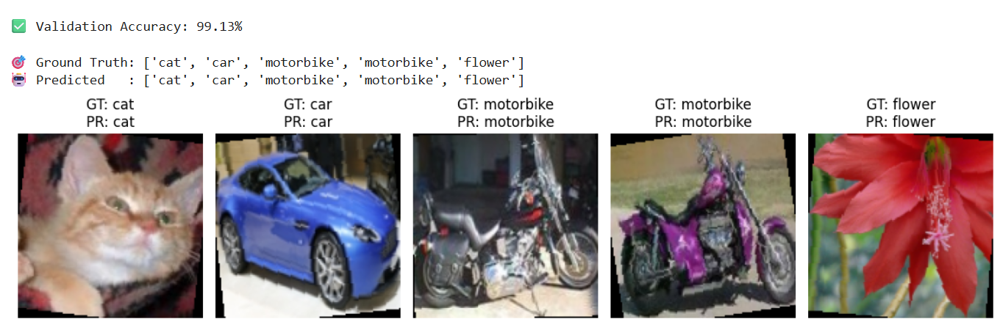 ✅ Validation Accuracy: 99.13%
🎯 Ground Truth: ['cat', 'car', 'motorbike', 'motorbike', 'flower']
🤖 Predicted   : ['cat', 'car', 'motorbike', 'motorbike', 'flower']
GT: cat
PR: cat
GT: car
PR: car
GT: motorbike
PR: motorbike
GT: motorbike
PR: motorbike
GT: flower
PR: flower